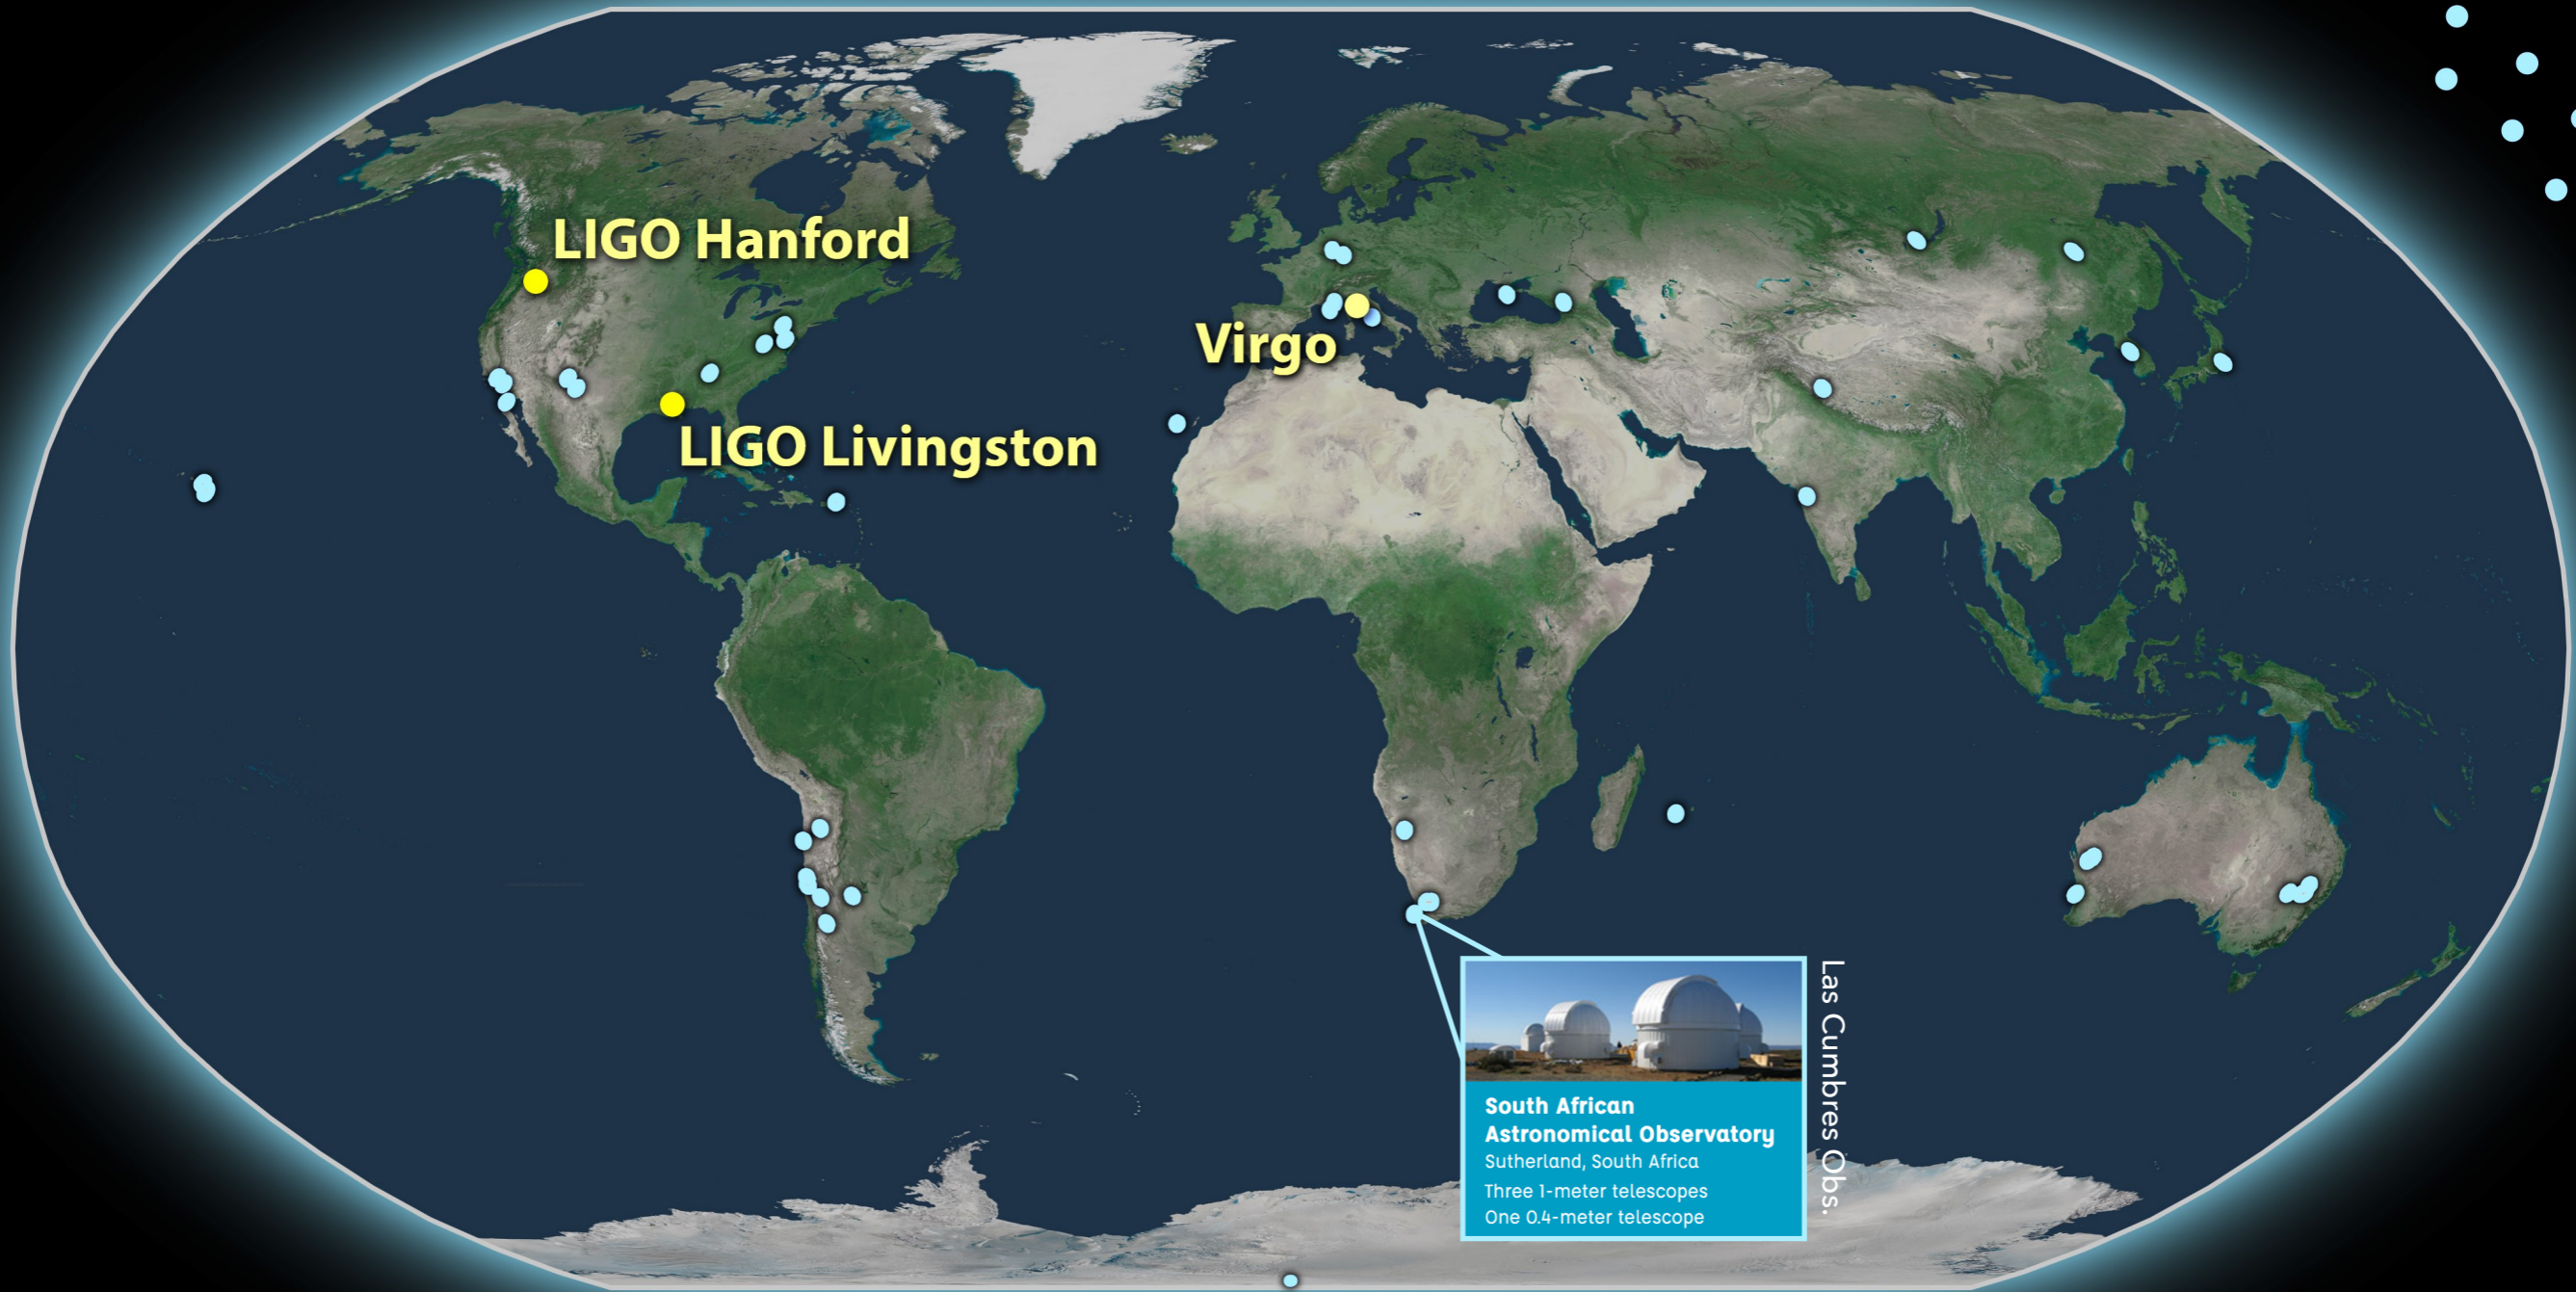 LIGO Hanford
Virgo
LIGO Livingston
South African
Astronomical Observatory
Sutherland, South Africa
Three 1-meter telescopes
One 0.4-meter telescope
Las Cumbres Obs.